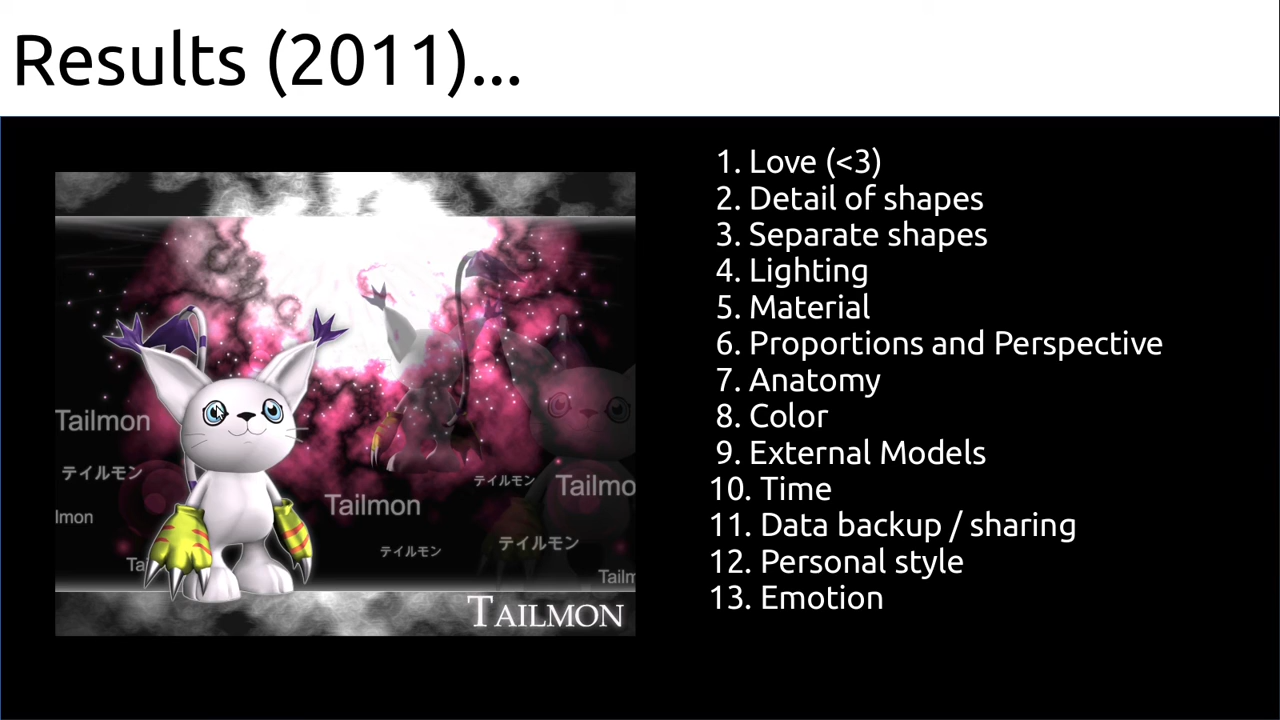 Results (2011)...
1. Love (<3)
2. Detail of shapes
3. Separate shapes
4. Lighting
5. Material
6. Proportions and Perspective
7. Anatomy
8. Color
9. External Models
10. Time
11. Data backup / sharing
12. Personal style
13. Emotion
Tailmon
テイルモン
lmon
Ta
Tailmon
テイルモン
テイルモン
Tailmo
テイルモン
Tailm
TAILMON